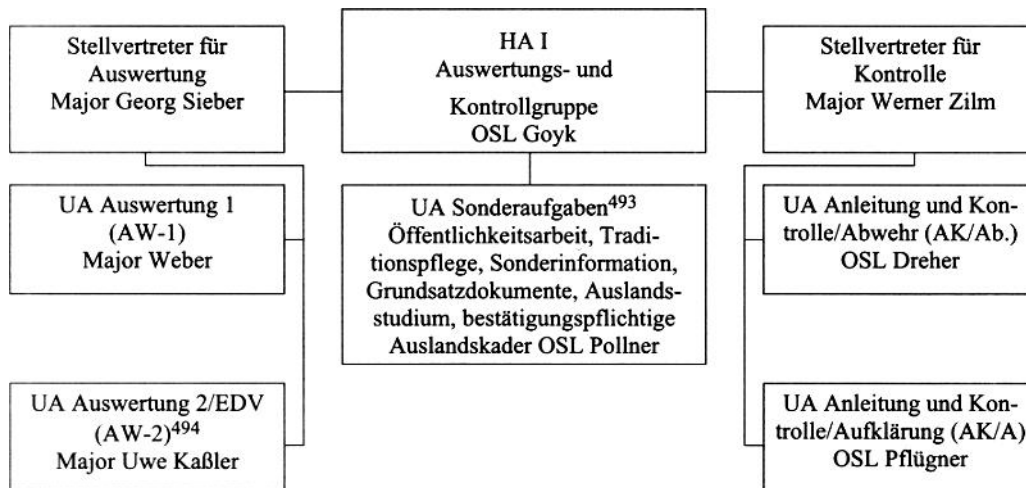 Stellvertreter für
Auswertung
Major Georg Sieber
HA I
Auswertungs- und
Kontrollgruppe
OSL Goyk
Stellvertreter für
Kontrolle
Major Werner Zilm
UA Auswertung 1
(AW-1)
Major Weber
UA Sonderaufgaben493
Öffentlichkeitsarbeit, Tradi-
tionspflege, Sonderinformation,
Grundsatzdokumente, Auslands-
studium, bestätigungspflichtige
Auslandskader OSL Pollner
UA Anleitung und Kon-
trolle/Abwehr (AK/Ab.)
OSL Dreher
UA Auswertung 2/EDV
(AW-2)494
Major Uwe Kaßler
UA Anleitung und Kon-
trolle/Aufklärung (AK/A)
OSL Pflügner